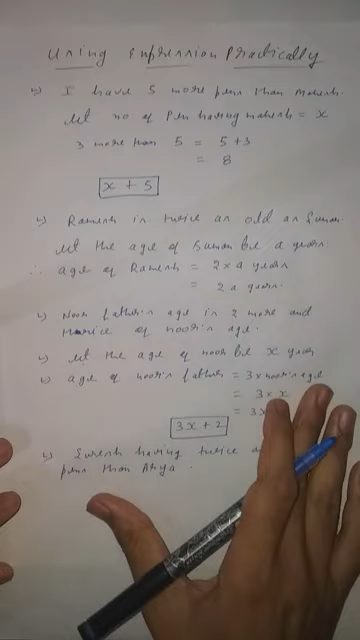 Using Expression Practically
I have 5 more pens than Mahesh.
Let no of Pen having mahesh = x
3 more than 5 = 5 + 3
= 8
x + 5
Ramesh is twice as old as Suman.
Let the age of Suman be a years
∴ age of Ramesh = 2 x a years
= 2a years.
Noor father's age is 2 more and
thrice of noor's age.
Let the age of noor be x years
age of noor's father = 3 x noor's age
= 3 x x
= 3x
3x + 2
Suresh having twice
pens than